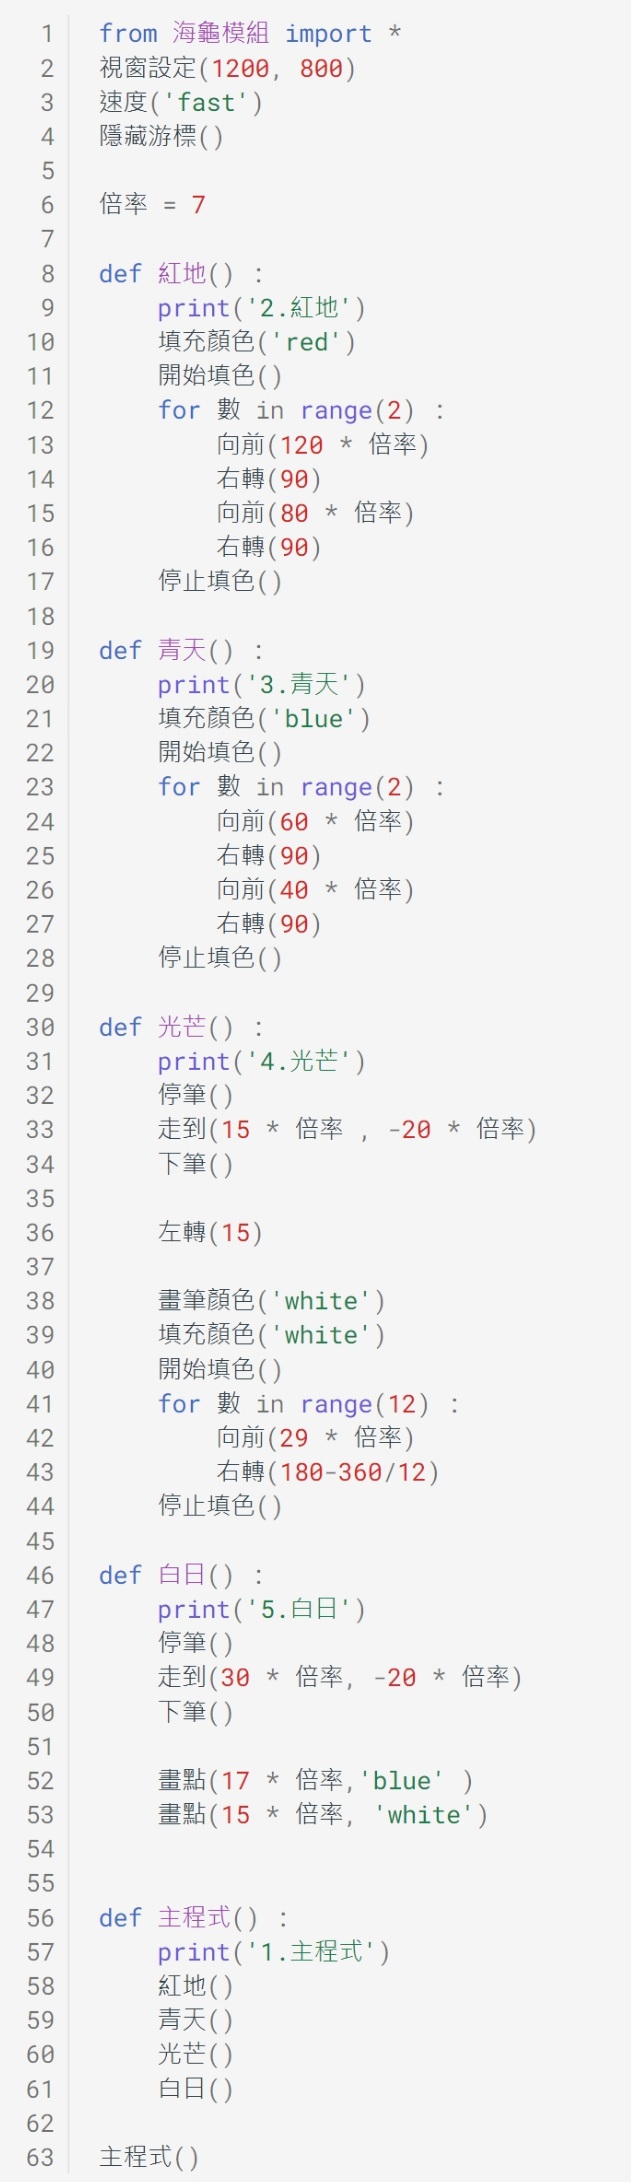 1 from 海龜模組 import *
2 視窗設定(1200, 800)
3 速度('fast')
4 隱藏游標()
5
6 倍率 = 7
7
8 def 紅地() :
9     print('2.紅地')
10     填充顏色('red')
11     開始填色()
12     for 數 in range(2) :
13         向前(120 * 倍率)
14         右轉(90)
15         向前(80 * 倍率)
16         右轉(90)
17     停止填色()
18
19 def 青天() :
20     print('3.青天')
21     填充顏色('blue')
22     開始填色()
23     for 數 in range(2) :
24         向前(60 * 倍率)
25         右轉(90)
26         向前(40 * 倍率)
27         右轉(90)
28     停止填色()
29
30 def 光芒() :
31     print('4.光芒')
32     停筆()
33     走到(15 * 倍率 , -20 * 倍率)
34     下筆()
35
36     左轉(15)
37
38     畫筆顏色('white')
39     填充顏色('white')
40     開始填色()
41     for 數 in range(12) :
42         向前(29 * 倍率)
43         右轉(180-360/12)
44     停止填色()
45
46 def 白日() :
47     print('5.白日')
48     停筆()
49     走到(30 * 倍率, -20 * 倍率)
50     下筆()
51
52     畫點(17 * 倍率,'blue' )
53     畫點(15 * 倍率, 'white')
54
55
56 def 主程式() :
57     print('1.主程式')
58     紅地()
59     青天()
60     光芒()
61     白日()
62
63 主程式()